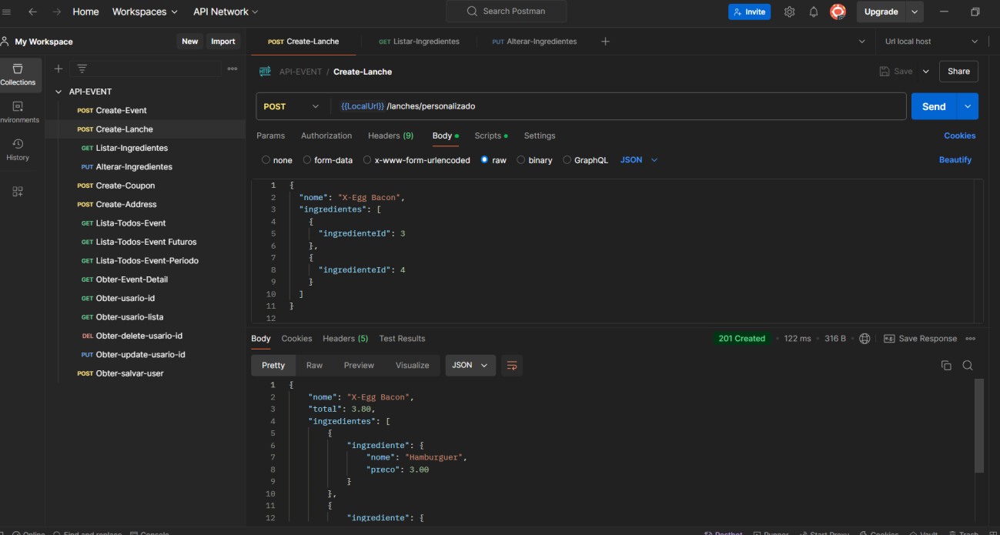 Home Workspaces API Network Search Postman Invite Upgrade
My Workspace New Import POST Create-Lanche GET Listar-Ingredientes PUT Alterar-Ingredientes Url local host
Collections
API-EVENT / Create-Lanche Save Share
API-EVENT
POST Create-Event
POST Create-Lanche
GET Listar-Ingredientes
PUT Alterar-Ingredientes
POST Create-Coupon
POST Create-Address
GET Lista-Todos-Event
GET Lista-Todos-Event Futuros
GET Lista-Todos-Event-Periodo
GET Obter-Event-Detail
GET Obter-usario-id
GET Obter-usario-lista
DEL Obter-delete-usario-id
PUT Obter-update-usario-id
POST Obter-salvar-user
nvironments
History
POST {{LocalUrl}} /lanches/personalizado Send
Params Authorization Headers (9) Body Scripts Settings Cookies
none form-data x-www-form-urlencoded raw binary GraphQL JSON Beautify
1 {
2 "nome": "X-Egg Bacon",
3 "ingredientes": [
4 {
5 "ingredienteId": 3
6 },
7 {
8 "ingredienteId": 4
9 }
10 ]
11 }
12
Body Cookies Headers (5) Test Results 201 Created 122 ms 316 B Save Response
Pretty Raw Preview Visualize JSON
1 {
2 "nome": "X-Egg Bacon",
3 "total": 3.80,
4 "ingredientes": [
5 {
6 "ingrediente": {
7 "nome": "Hamburguer",
8 "preco": 3.00
9 }
10 },
11 {
12 "ingrediente": {
Online Find and replace Console Postbot Runner Start Proxy Cookies Vault Trash